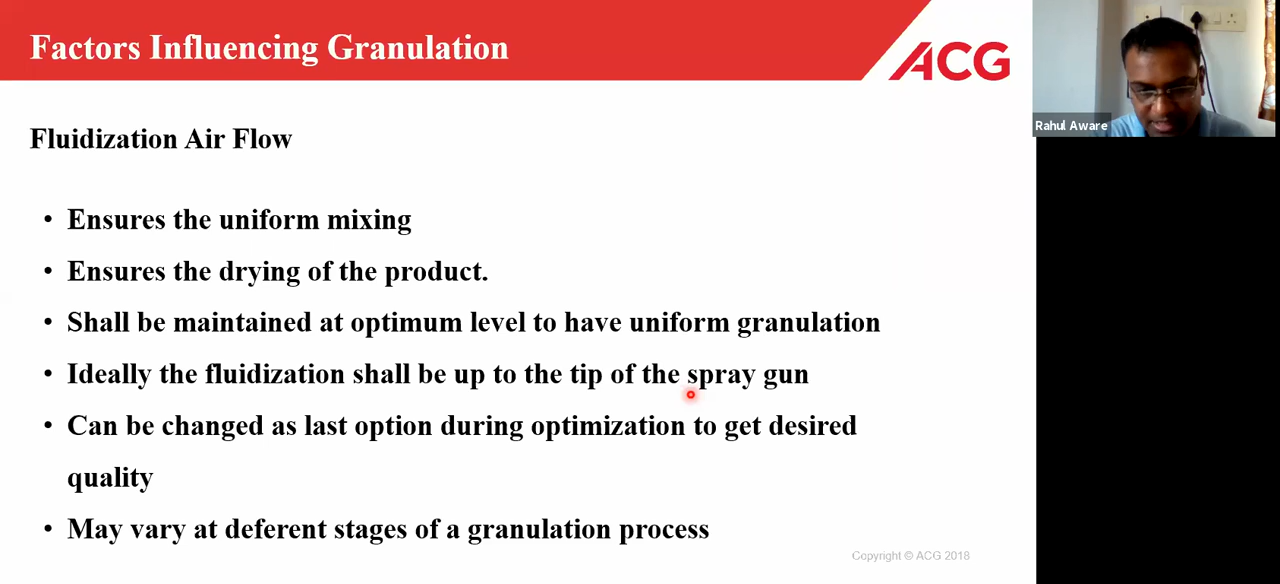 Factors Influencing Granulation
ACG
Rahul Aware
Fluidization Air Flow
• Ensures the uniform mixing
• Ensures the drying of the product.
• Shall be maintained at optimum level to have uniform granulation
• Ideally the fluidization shall be up to the tip of the spray gun
• Can be changed as last option during optimization to get desired
quality
• May vary at deferent stages of a granulation process
Copyright © ACG 2018